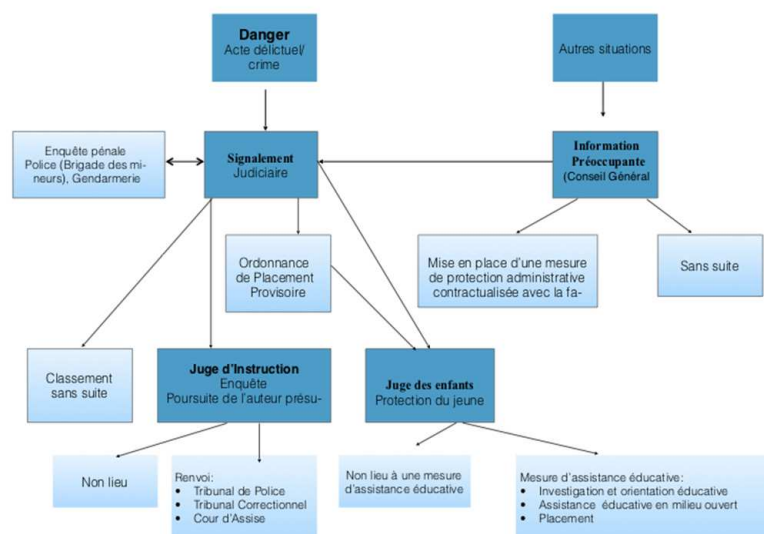 Danger
Acte délictuel/
crime
Autres situations
Enquête pénale
Police (Brigade des mi-
neurs), Gendarmerie
Signalement
Judiciaire
Information
Préoccupante
(Conseil Général
Ordonnance
de Placement
Provisoire
Mise en place d'une mesure
de protection administrative
contractualisée avec la fa-
Sans suite
Classement
sans suite
Juge d'Instruction
Enquête
Poursuite de l'auteur présu-
Juge des enfants
Protection du jeune
Non lieu
Renvoi:
• Tribunal de Police
• Tribunal Correctionnel
• Cour d'Assise
Non lieu à une mesure
d'assistance éducative
Mesure d'assistance éducative:
• Investigation et orientation éducative
• Assistance éducative en milieu ouvert
• Placement